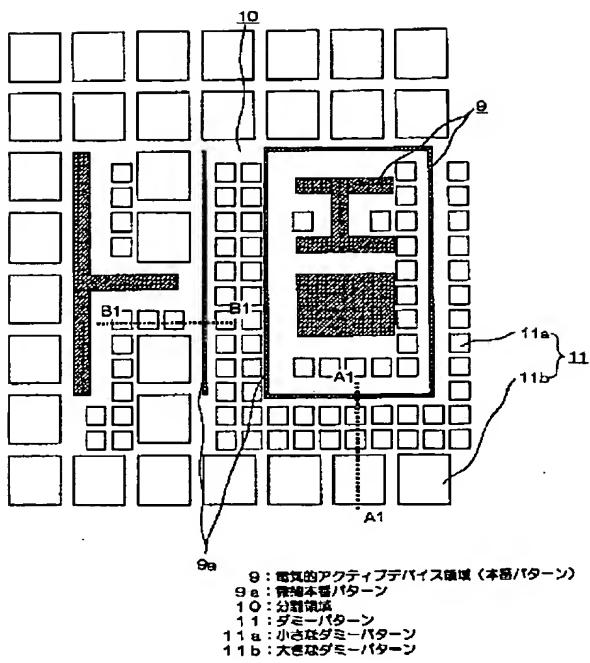 10
9
B1
B1
11a
11
A1
11b
A1
9a
9：電気的アクティブデバイス領域（本番パターン）
9a：微細本番パターン
10：分離領域
11：ダミーパターン
11a：小さなダミーパターン
11b：大きなダミーパターン